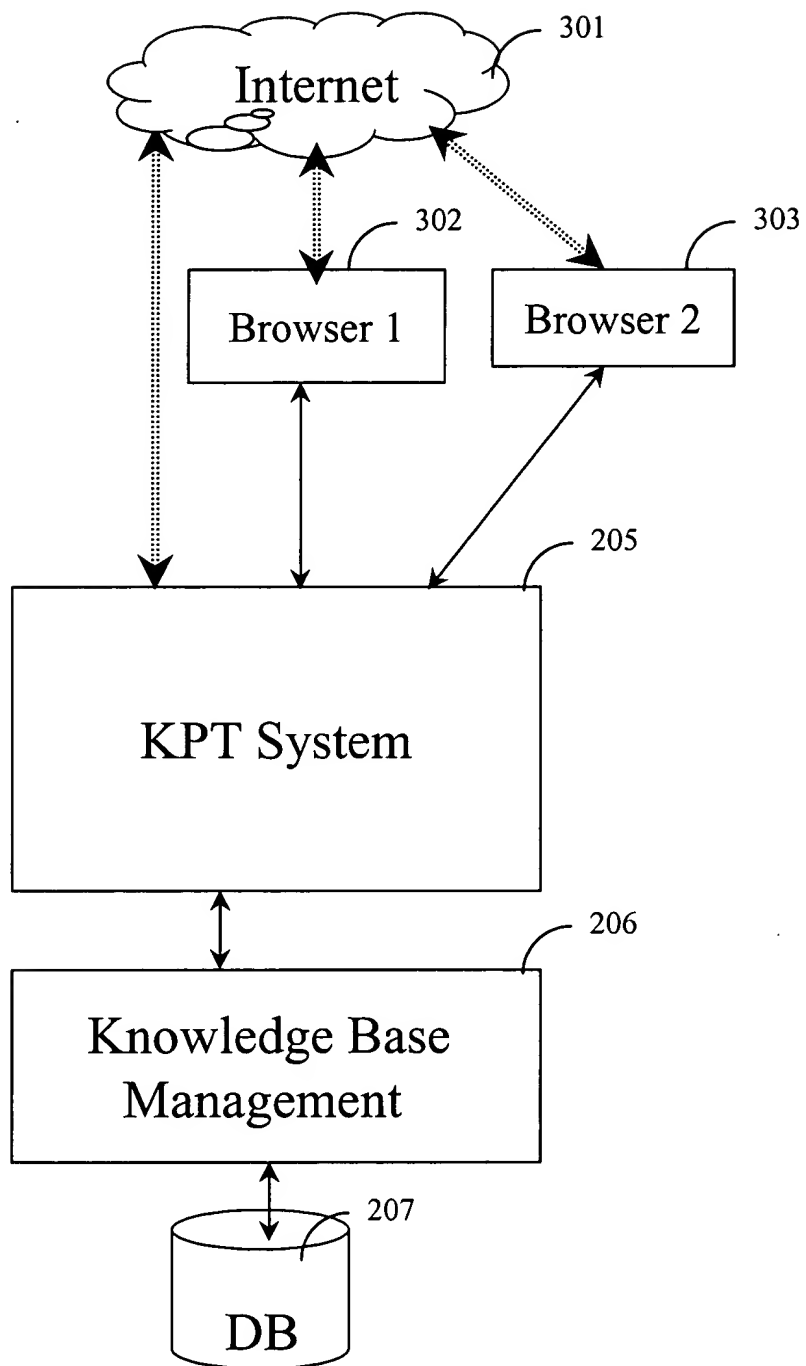 301
Internet
302
303
Browser 1
Browser 2
205
KPT System
206
Knowledge Base
Management
207
DB